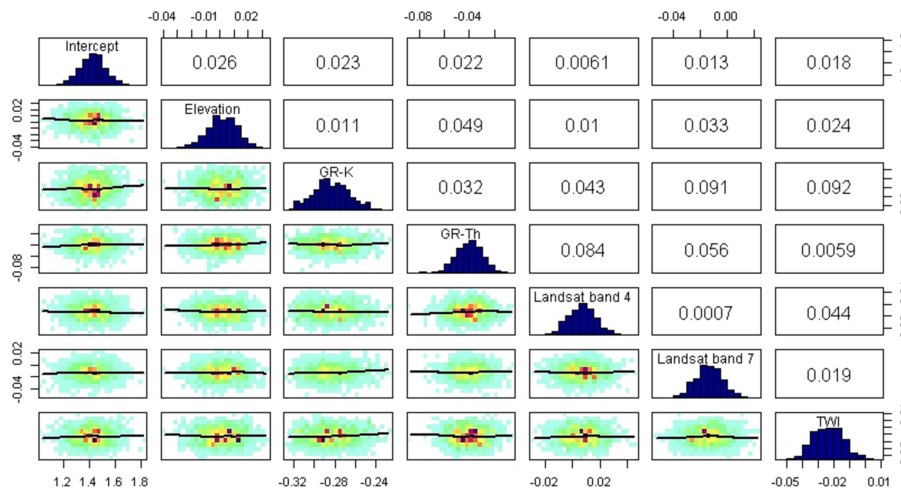 -0.04 -0.01 0.02 -0.08 -0.04 -0.04 0.00
Intercept 0.026 0.023 0.022 0.0061 0.013 0.018
-0.04 0.02 Elevation 0.011 0.049 0.01 0.033 0.024
GR-K 0.032 0.043 0.091 0.092
-0.08 GR-Th 0.084 0.056 0.0059
Landsat band 4 0.0007 0.044
-0.04 0.02 Landsat band 7 0.019
TWI
1.2 1.4 1.6 1.8 -0.32 -0.28 -0.24 -0.02 0.02 -0.05 -0.02 0.01